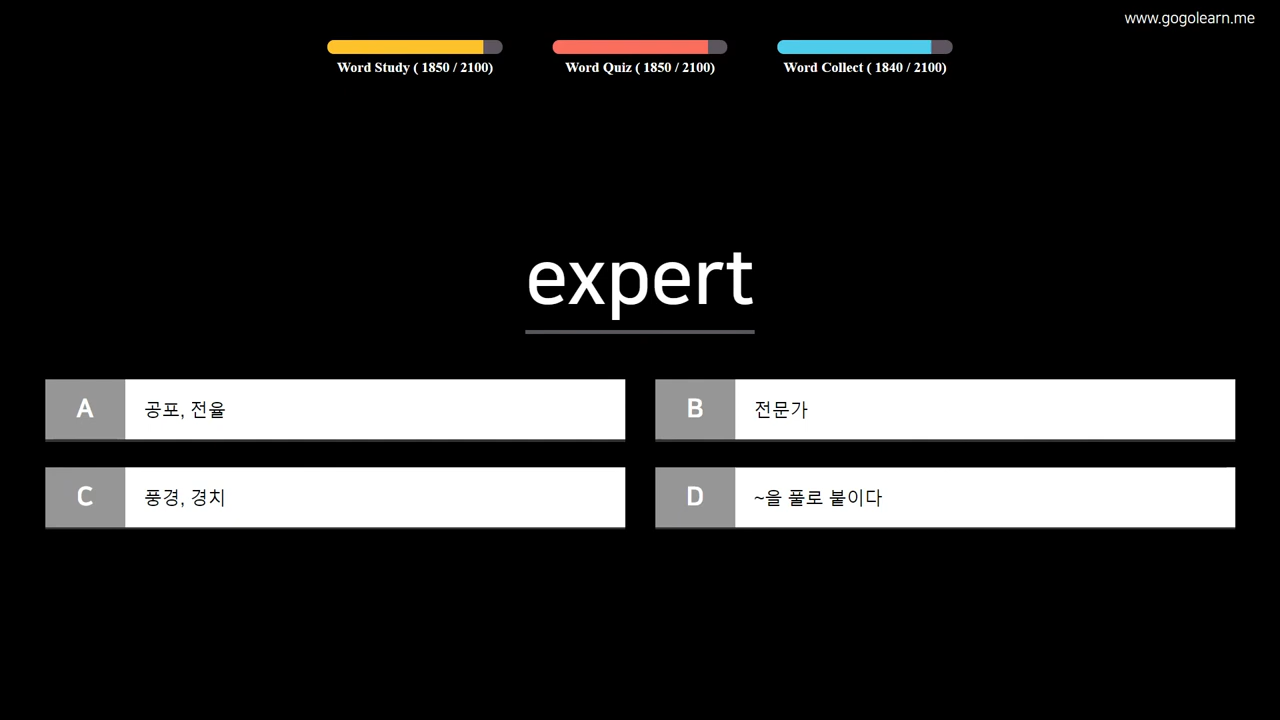 www.gogolearn.me
Word Study ( 1850 / 2100)
Word Quiz ( 1850 / 2100)
Word Collect ( 1840 / 2100)
expert
A 공포, 전율
B 전문가
C 풍경, 경치
D ~을 풀로 붙이다